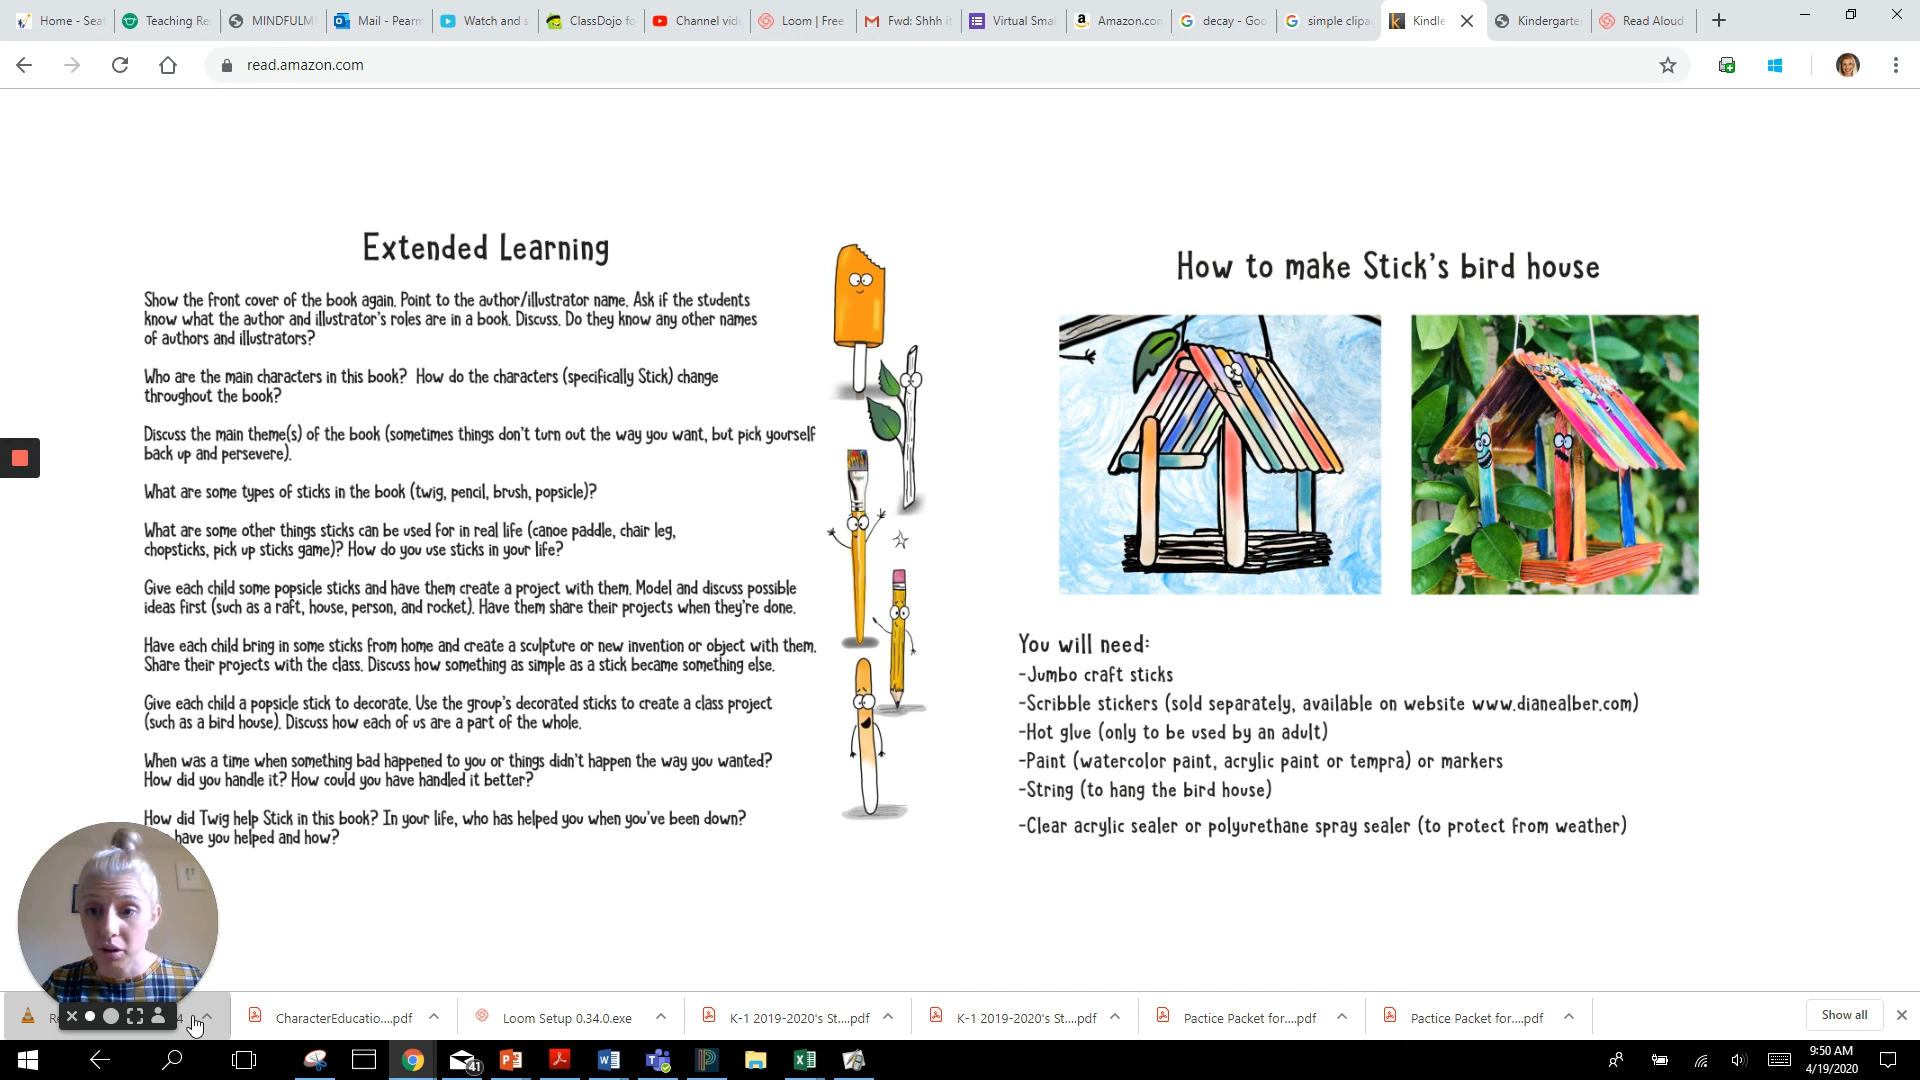 Home - Seat
Teaching Re
MINDFULM
Mail - Pearm
Watch and s
ClassDojo fo
Channel vide
Loom | Free
Fwd: Shhh it
Virtual Smal
Amazon.con
decay - Goo
simple clipa
Kindle
Kindergarte
Read Aloud
read.amazon.com
Extended Learning
Show the front cover of the book again. Point to the author/illustrator name. Ask if the students
know what the author and illustrator's roles are in a book. Discuss. Do they know any other names
of authors and illustrators?
Who are the main characters in this book? How do the characters (specifically Stick) change
throughout the book?
Discuss the main theme(s) of the book (sometimes things don't turn out the way you want, but pick yourself
back up and persevere).
What are some types of sticks in the book (twig, pencil, brush, popsicle)?
What are some other things sticks can be used for in real life (canoe paddle, chair leg,
chopsticks, pick up sticks game)? How do you use sticks in your life?
Give each child some popsicle sticks and have them create a project with them. Model and discuss possible
ideas first (such as a raft, house, person, and rocket). Have them share their projects when they're done.
Have each child bring in some sticks from home and create a sculpture or new invention or object with them.
Share their projects with the class. Discuss how something as simple as a stick became something else.
Give each child a popsicle stick to decorate. Use the group's decorated sticks to create a class project
(such as a bird house). Discuss how each of us are a part of the whole.
When was a time when something bad happened to you or things didn't happen the way you wanted?
How did you handle it? How could you have handled it better?
How did Twig help Stick in this book? In your life, who has helped you when you've been down?
have you helped and how?
How to make Stick's bird house
You will need:
-Jumbo craft sticks
-Scribble stickers (sold separately, available on website www.dianealber.com)
-Hot glue (only to be used by an adult)
-Paint (watercolor paint, acrylic paint or tempra) or markers
-String (to hang the bird house)
-Clear acrylic sealer or polyurethane spray sealer (to protect from weather)
CharacterEducatio....pdf
Loom Setup 0.34.0.exe
K-1 2019-2020's St....pdf
K-1 2019-2020's St....pdf
Pactice Packet for....pdf
Pactice Packet for....pdf
Show all
41
9:50 AM
4/19/2020